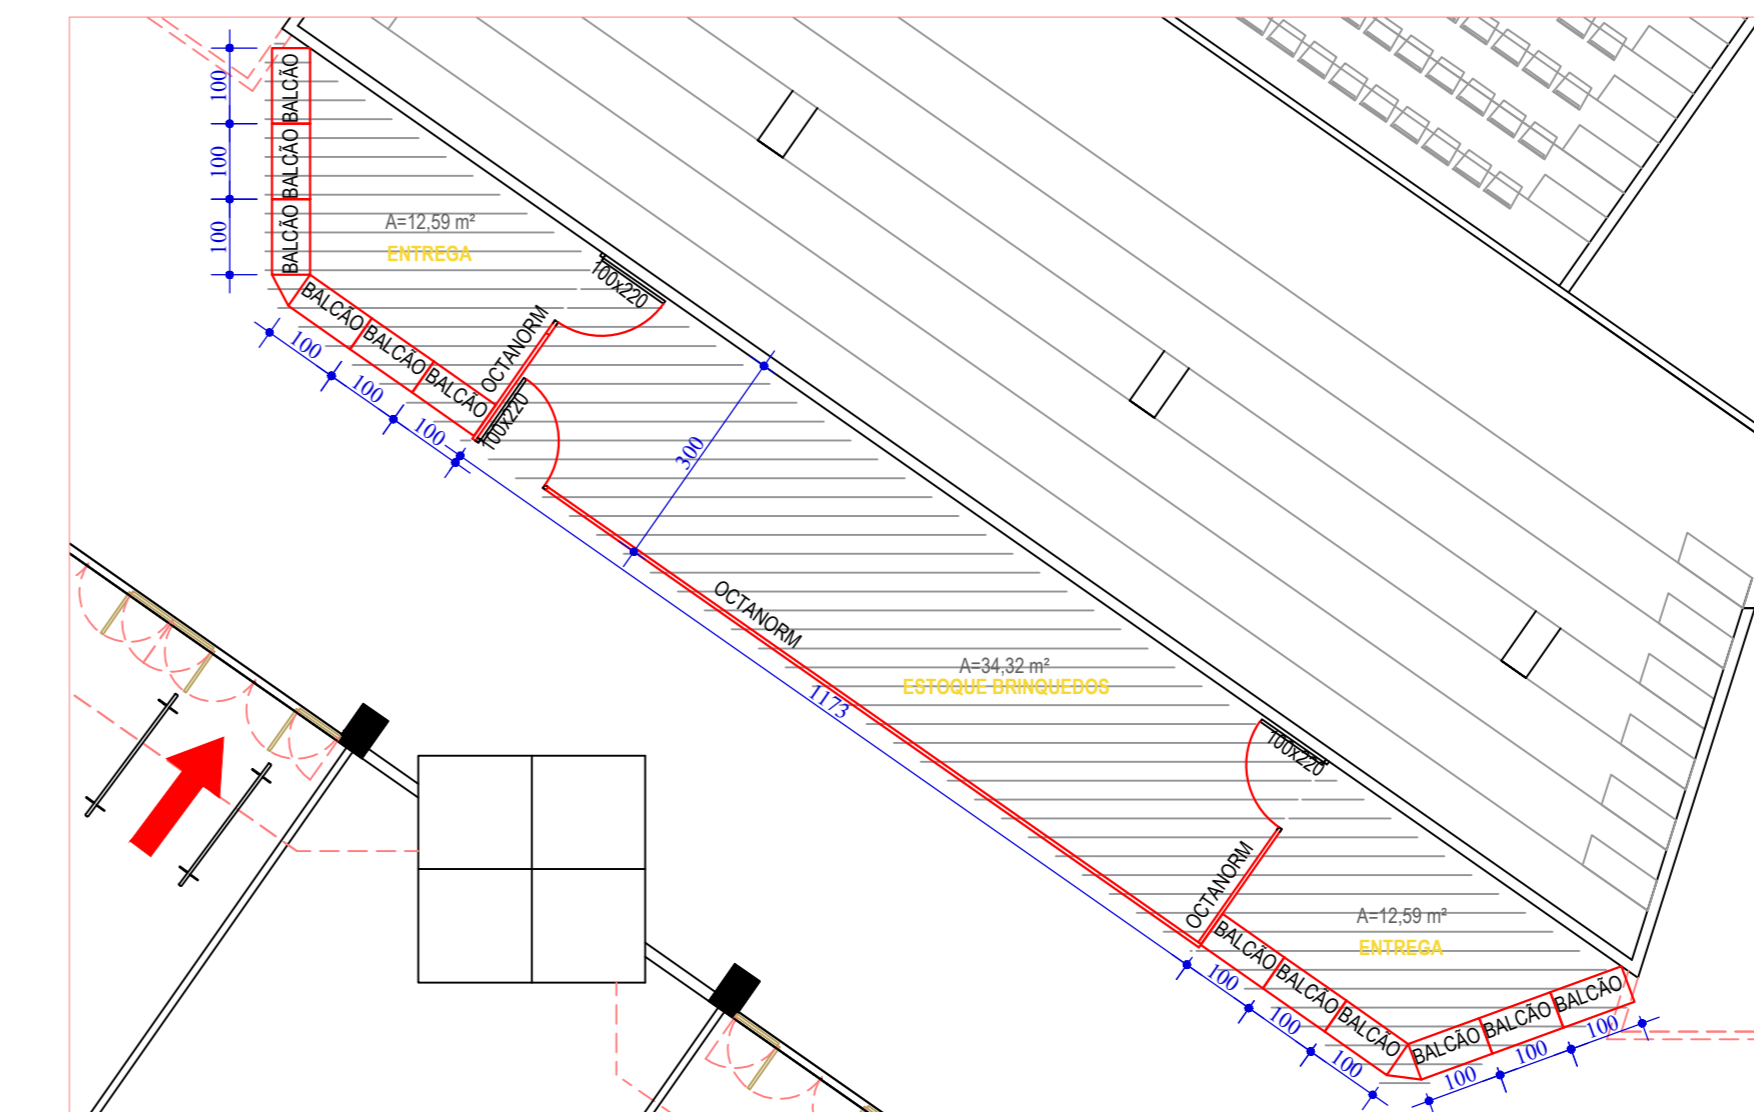 100
BALCÃO
100
BALCÃO
100
BALCÃO
A=12,59 m²
ENTREGA
100x220
BALCÃO
BALCÃO
BALCÃO
OCTANORM
100x220
100
100
100
300
OCTANORM
1173
A=34,32 m²
ESTOQUE BRINQUEDOS
100x220
OCTANORM
A=12,59 m²
ENTREGA
BALCÃO
BALCÃO
BALCÃO
BALCÃO
BALCÃO
BALCÃO
100
100
100
100
100
100